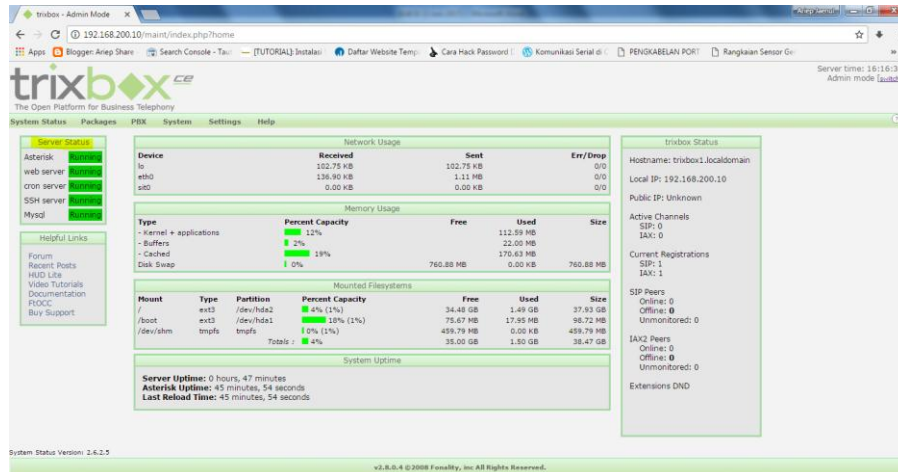 trixbox - Admin Mode
192.168.200.10/maint/index.php?home
Apps Blogger: Ariep Share Search Console - Tau [TUTORIAL]: Instalasi Daftar Website Temp Cara Hack Password Komunikasi Serial di PENGKABELAN PORT Rangkaian Sensor Ge
Server time: 16:16:3
Admin mode [switch
trixbox CE
The Open Platform for Business Telephony
System Status Packages PBX System Settings Help
Server Status
Asterisk Running
web server Running
cron server Running
SSH server Running
Mysql Running
Helpful Links
Forum
Recent Posts
HUD Lite
Video Tutorials
Documentation
FtOCC
Buy Support
Network Usage
Device Received Sent Err/Drop
lo 102.75 KB 102.75 KB 0/0
eth0 136.90 KB 1.11 MB 0/0
sit0 0.00 KB 0.00 KB 0/0
Memory Usage
Type Percent Capacity Free Used Size
- Kernel + applications 12% 112.59 MB
- Buffers 2% 22.00 MB
- Cached 19% 170.63 MB
Disk Swap 0% 760.88 MB 0.00 KB 760.88 MB
Mounted Filesystems
Mount Type Partition Percent Capacity Free Used Size
/ ext3 /dev/hda2 4% (1%) 34.48 GB 1.49 GB 37.93 GB
/boot ext3 /dev/hda1 18% (1%) 75.67 MB 17.95 MB 98.72 MB
/dev/shm tmpfs tmpfs 0% (1%) 459.79 MB 0.00 KB 459.79 MB
Totals : 4% 35.00 GB 1.50 GB 38.47 GB
System Uptime
Server Uptime: 0 hours, 47 minutes
Asterisk Uptime: 45 minutes, 54 seconds
Last Reload Time: 45 minutes, 54 seconds
trixbox Status
Hostname: trixbox1.localdomain
Local IP: 192.168.200.10
Public IP: Unknown
Active Channels
SIP: 0
IAX: 0
Current Registrations
SIP: 1
IAX: 1
SIP Peers
Online: 0
Offline: 0
Unmonitored: 0
IAX2 Peers
Online: 0
Offline: 0
Unmonitored: 0
Extensions DND
System Status Version: 2.6.2.5
v2.8.0.4 ©2008 Fonality, inc All Rights Reserved.